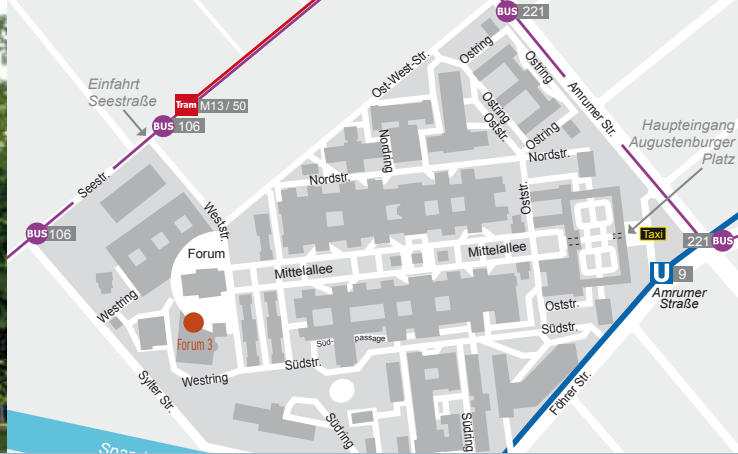 BUS 221
Ostring
Ostring
Ost-West-Str.
Amrumer Str.
Einfahrt
Seestraße
Tram M13 / 50
BUS 106
Ostring
Oststr.
Ostring
Haupteingang
Augustenburger
Platz
Nordring
Nordstr.
Nordstr.
Seestr.
Oststr.
Weststr.
BUS 106
Taxi
221 BUS
Forum
Mittelallee
Mittelallee
U 9
Amrumer
Straße
Westring
Oststr.
Forum 3
Südstr.
Süd-
passage
Südstr.
Westring
Sylter Str.
Föhrer Str.
Südring
Südring